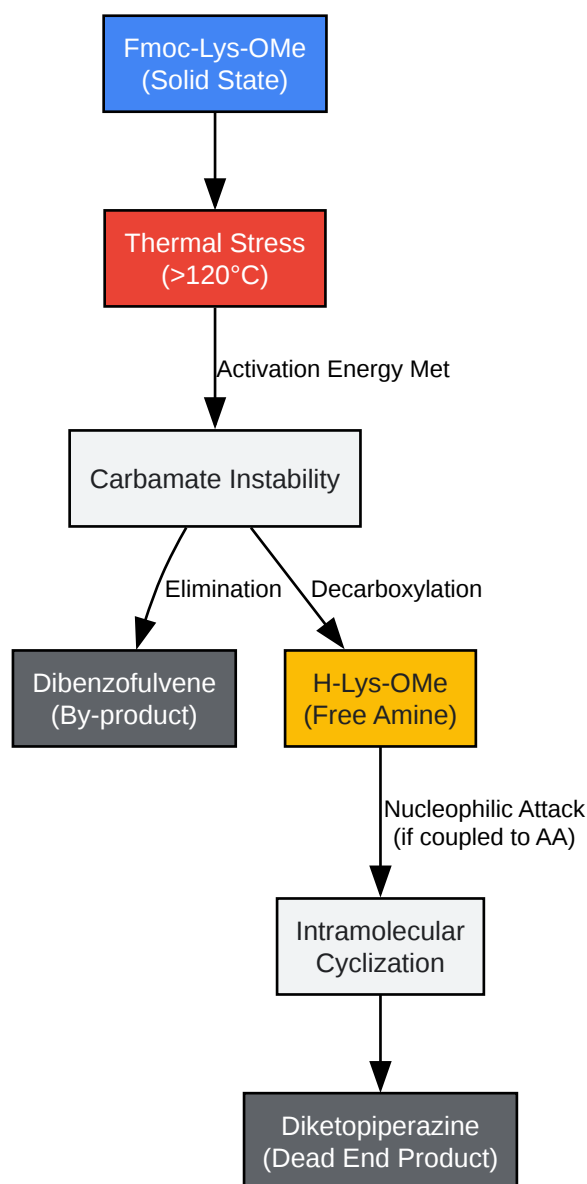 Fmoc-Lys-OMe
(Solid State)
Thermal Stress
(>120°C)
Activation Energy Met
Carbamate Instability
Elimination
Decarboxylation
Dibenzofulvene
(By-product)
H-Lys-OMe
(Free Amine)
Nucleophilic Attack
(if coupled to AA)
Intramolecular
Cyclization
Diketopiperazine
(Dead End Product)